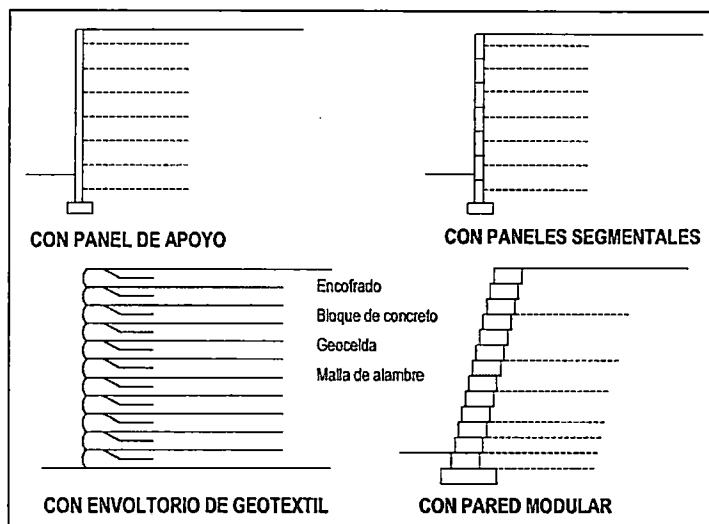 CON PANEL DE APOYO
CON PANELES SEGMENTALES
Encofrado
Bloque de concreto
Geocelda
Malla de alambre
CON ENVOLTORIO DE GEOTEXTIL
CON PARED MODULAR